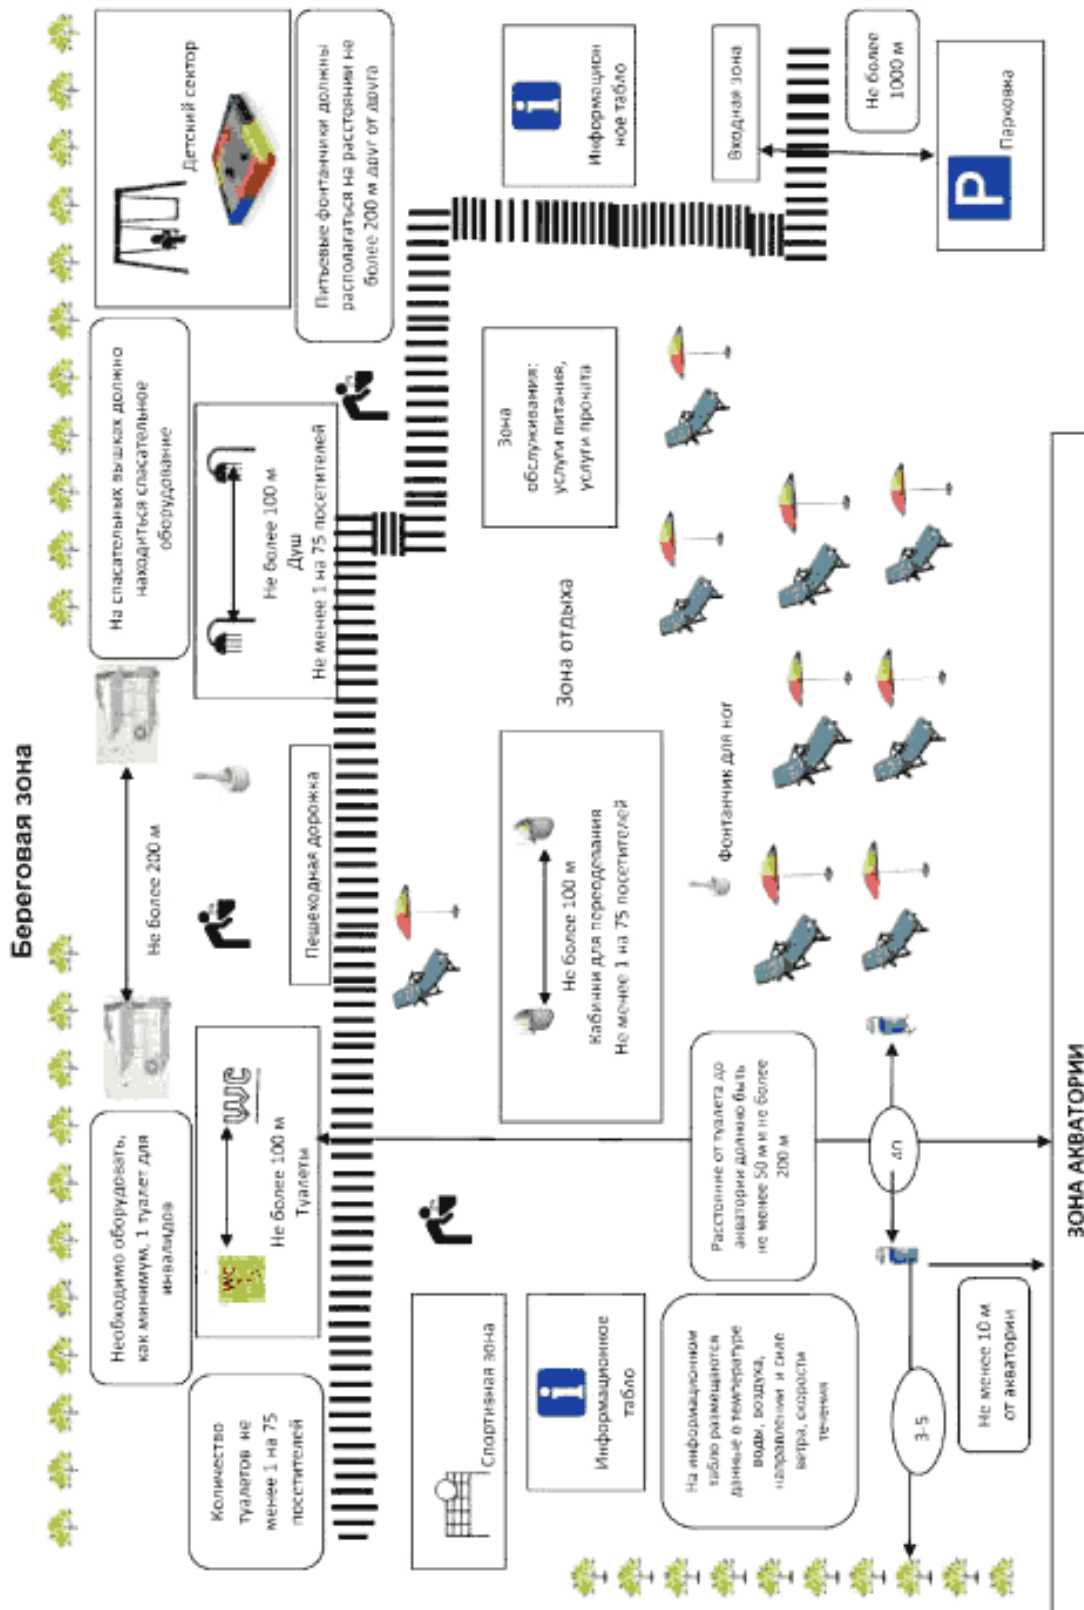 Береговая зона
Необходимо оборудовать,
как минимум, 1 туалет для
инвалидов
Не более 200 м
На спасательных вышках должно
находиться спасательное
оборудование
Детский сектор
Количество
туалетов не
менее 1 на 75
посетителей
WC
WC
Не более 100 м
Туалеты
Пешеходная дорожка
Не более 100 м
Душ
Не менее 1 на 75 посетителей
Питьевые фонтанчики должны
располагаться на расстоянии не
более 200 м друг от друга
Спортивная зона
i
Информационное
табло
Не более 100 м
Кабинки для переодевания
Не менее 1 на 75 посетителей
Зона отдыха
Зона
обслуживания:
услуги питания,
услуги проката
i
Информацион
ное табло
На информационном
табло размещаются
данные о температуре
воды, воздуха,
направлении и силе
ветра, скорости
течения
Расстояние от туалета до
акватории должно быть
не менее 50 м и не более
200 м
Фонтанчик для ног
Входная зона
Не более
1000 м
P
Парковка
3-5
40
Не менее 10 м
от акватории
ЗОНА АКВАТОРИИ